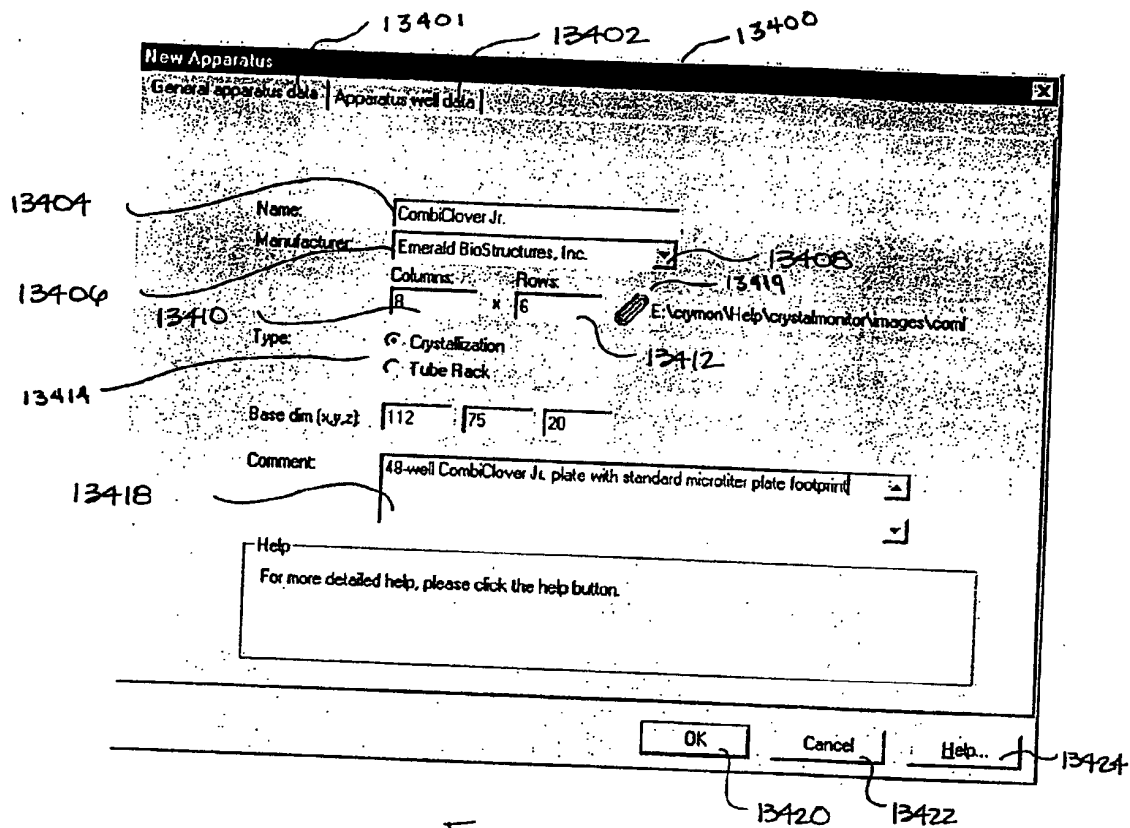 13401 13402 13400
New Apparatus
General apparatus data Apparatus well data
13404
Name: CombiClover Jr.
Manufacturer: Emerald BioStructures, Inc. 13408
13406
Columns: Rows: 13419
13410 8 x 6 E:\crymon\Help\crystalmonitor\images\coml
Type: Crystallization 13412
Tube Rack
13414
Base dim (x,y,z): 112 75 20
Comment: 48-well CombiClover Jr. plate with standard microtiter plate footprint
13418
Help
For more detailed help, please click the help button.
OK Cancel Help... 13424
13420 13422